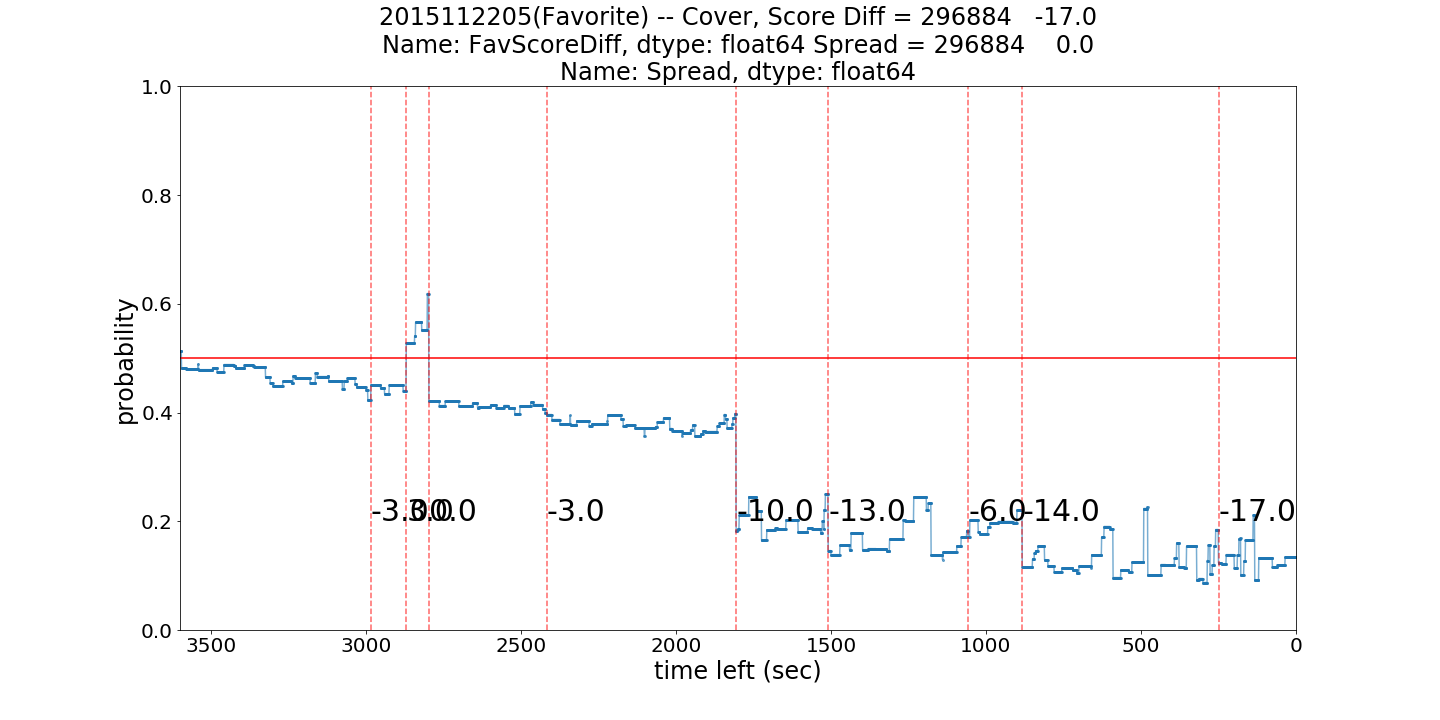 2015112205(Favorite) -- Cover, Score Diff = 296884   -17.0
Name: FavScoreDiff, dtype: float64 Spread = 296884    0.0
Name: Spread, dtype: float64
1.0
0.8
0.6
0.4
0.2
0.0
probability
-3.0
0.0
-3.0
-10.0
-13.0
-6.0
-14.0
-17.0
3500 3000 2500 2000 1500 1000 500 0
time left (sec)